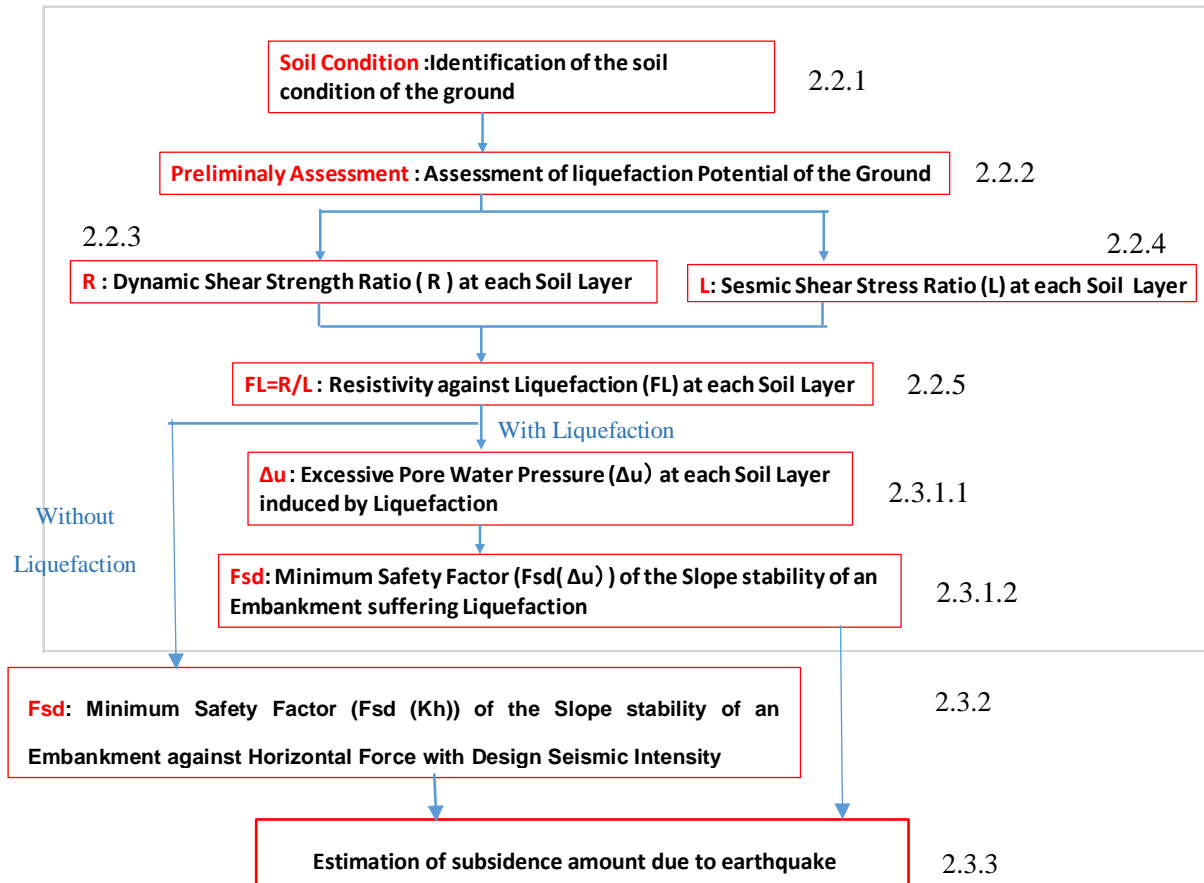 Soil Condition :Identification of the soil
condition of the ground
2.2.1
Preliminaly Assessment : Assessment of liquefaction Potential of the Ground
2.2.2
2.2.3
2.2.4
R : Dynamic Shear Strength Ratio ( R ) at each Soil Layer
L: Sesmic Shear Stress Ratio (L) at each Soil Layer
FL=R/L : Resistivity against Liquefaction (FL) at each Soil Layer
2.2.5
With Liquefaction
Δu : Excessive Pore Water Pressure (Δu) at each Soil Layer
induced by Liquefaction
2.3.1.1
Without
Liquefaction
Fsd: Minimum Safety Factor (Fsd( Δu) ) of the Slope stability of an
Embankment suffering Liquefaction
2.3.1.2
Fsd: Minimum Safety Factor (Fsd (Kh)) of the Slope stability of an
Embankment against Horizontal Force with Design Seismic Intensity
2.3.2
Estimation of subsidence amount due to earthquake
2.3.3